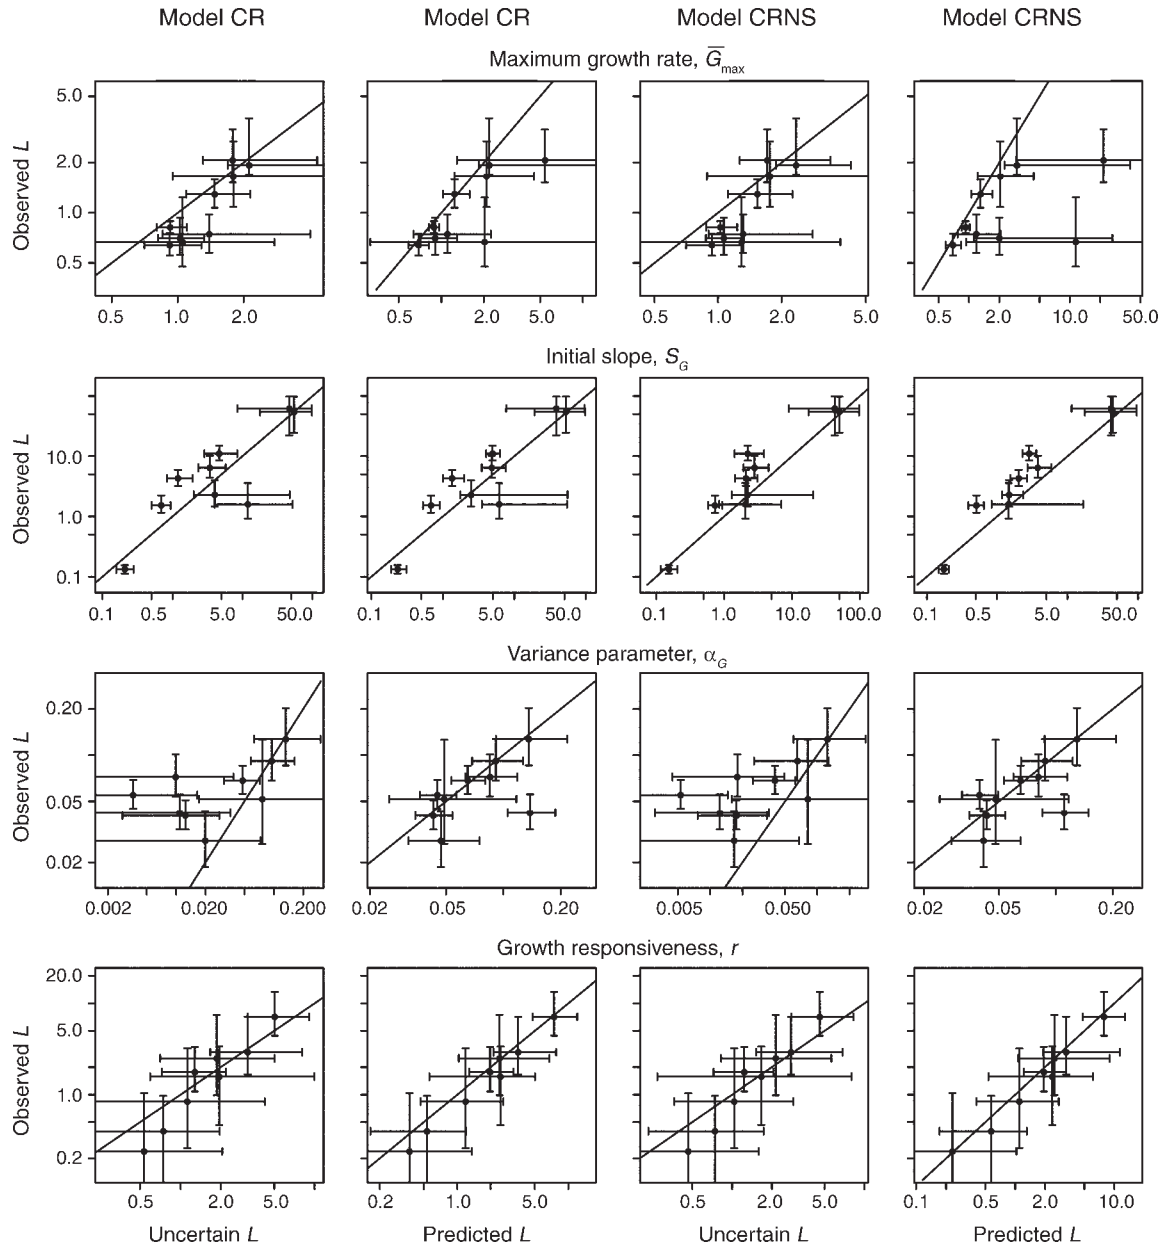 Model CR Model CR Model CRNS Model CRNS
Maximum growth rate, G̅max
5.0
2.0
1.0
0.5
Observed L
0.5 1.0 2.0 0.5 2.0 5.0 0.5 1.0 2.0 5.0 0.5 2.0 10.0 50.0
Initial slope, SG
10.0
1.0
0.1
Observed L
0.1 0.5 5.0 50.0 0.1 0.5 5.0 50.0 0.1 1.0 10.0 100.0 0.1 0.5 5.0 50.0
Variance parameter, αG
0.20
0.05
0.02
Observed L
0.002 0.020 0.200 0.02 0.05 0.20 0.005 0.050 0.02 0.05 0.20
Growth responsiveness, r
20.0
5.0
1.0
0.2
Observed L
0.5 2.0 5.0 0.2 1.0 5.0 0.5 2.0 5.0 0.1 0.5 2.0 10.0
Uncertain L Predicted L Uncertain L Predicted L